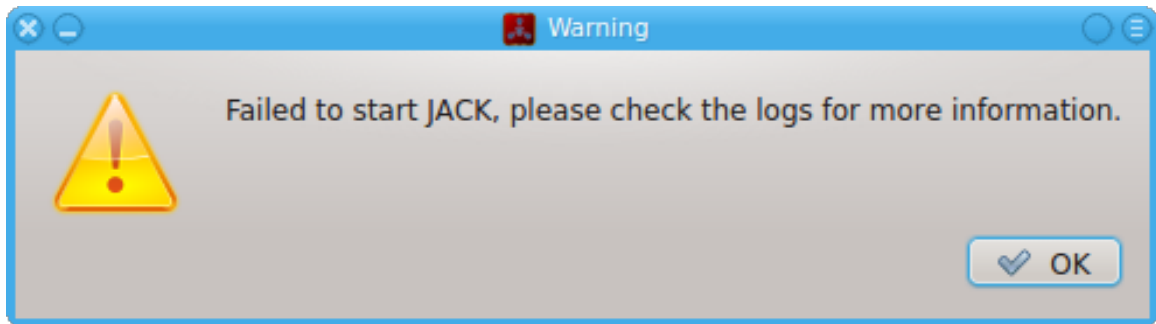 Warning
Failed to start JACK, please check the logs for more information.
OK